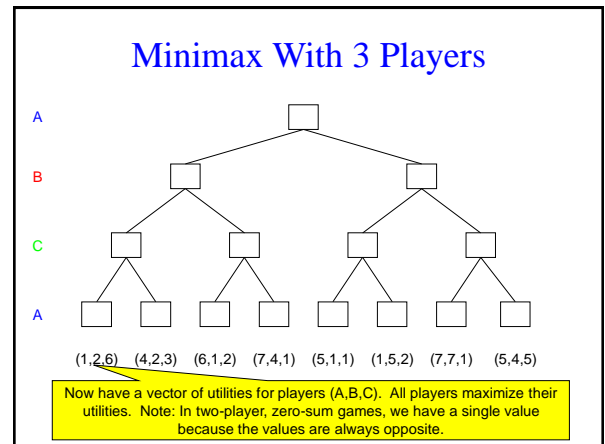 Minimax With 3 Players
A
B
C
A
(1,2,6) (4,2,3) (6,1,2) (7,4,1) (5,1,1) (1,5,2) (7,7,1) (5,4,5)
Now have a vector of utilities for players (A,B,C). All players maximize their
utilities. Note: In two-player, zero-sum games, we have a single value
because the values are always opposite.